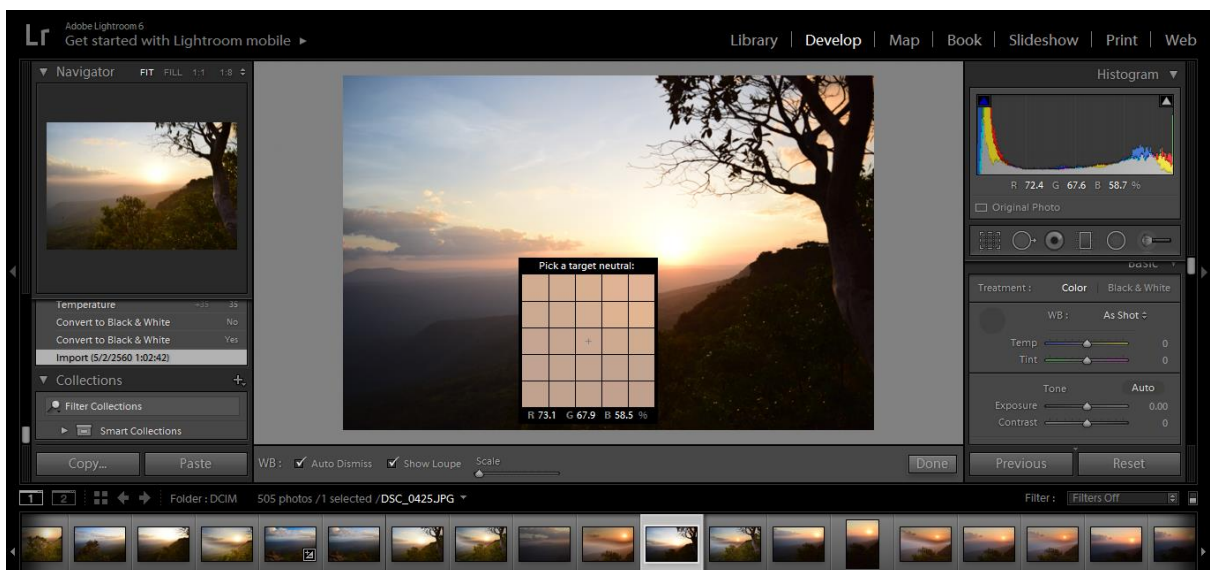 Lr
Adobe Lightroom 6
Get started with Lightroom mobile
Library | Develop | Map | Book | Slideshow | Print | Web
Navigator FIT FILL 1:1 1:8
Histogram
R 72.4 G 67.6 B 58.7 %
Original Photo
Pick a target neutral:
R 73.1 G 67.9 B 58.5 %
Temperature 35
Convert to Black & White No
Convert to Black & White Yes
Import (5/2/2560 1:02:42)
Collections
Filter Collections
Smart Collections
Basic
Treatment : Color Black & White
WB : As Shot
Temp 0
Tint 0
Tone Auto
Exposure 0.00
Contrast 0
Copy... Paste
WB : Auto Dismiss Show Loupe Scale
Done
Previous Reset
1 2 Folder : DCIM 505 photos /1 selected /DSC_0425.JPG
Filter : Filters Off